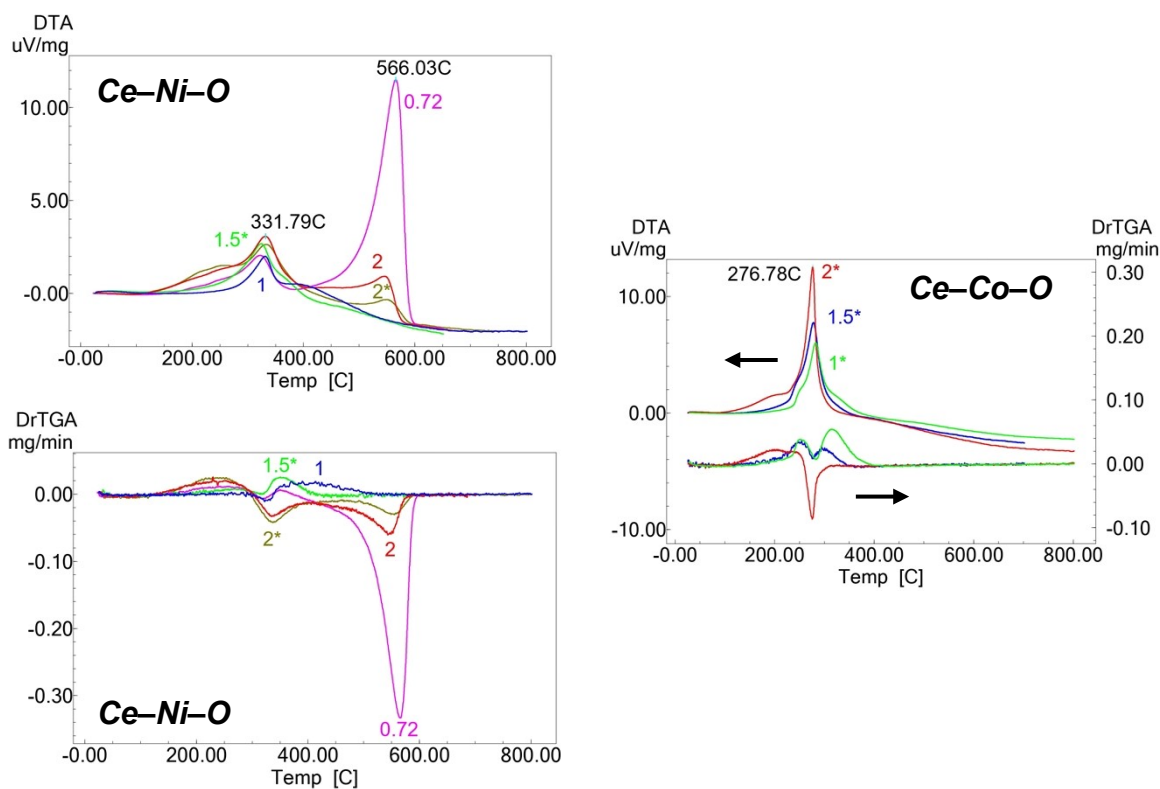 DTA
uV/mg
Ce–Ni–O
566.03C
0.72
10.00
5.00
331.79C
1.5*
2
1
2*
-0.00
-0.00 200.00 400.00 600.00 800.00
Temp [C]
DrTGA
mg/min
1.5*
1
0.00
2*
2
-0.10
-0.20
-0.30
Ce–Ni–O
0.72
-0.00 200.00 400.00 600.00 800.00
Temp [C]
DTA
uV/mg
DrTGA
mg/min
276.78C
2*
Ce–Co–O
0.30
10.00
1.5*
0.20
1*
0.00
0.10
0.00
-10.00
-0.10
-0.00 200.00 400.00 600.00 800.00
Temp [C]